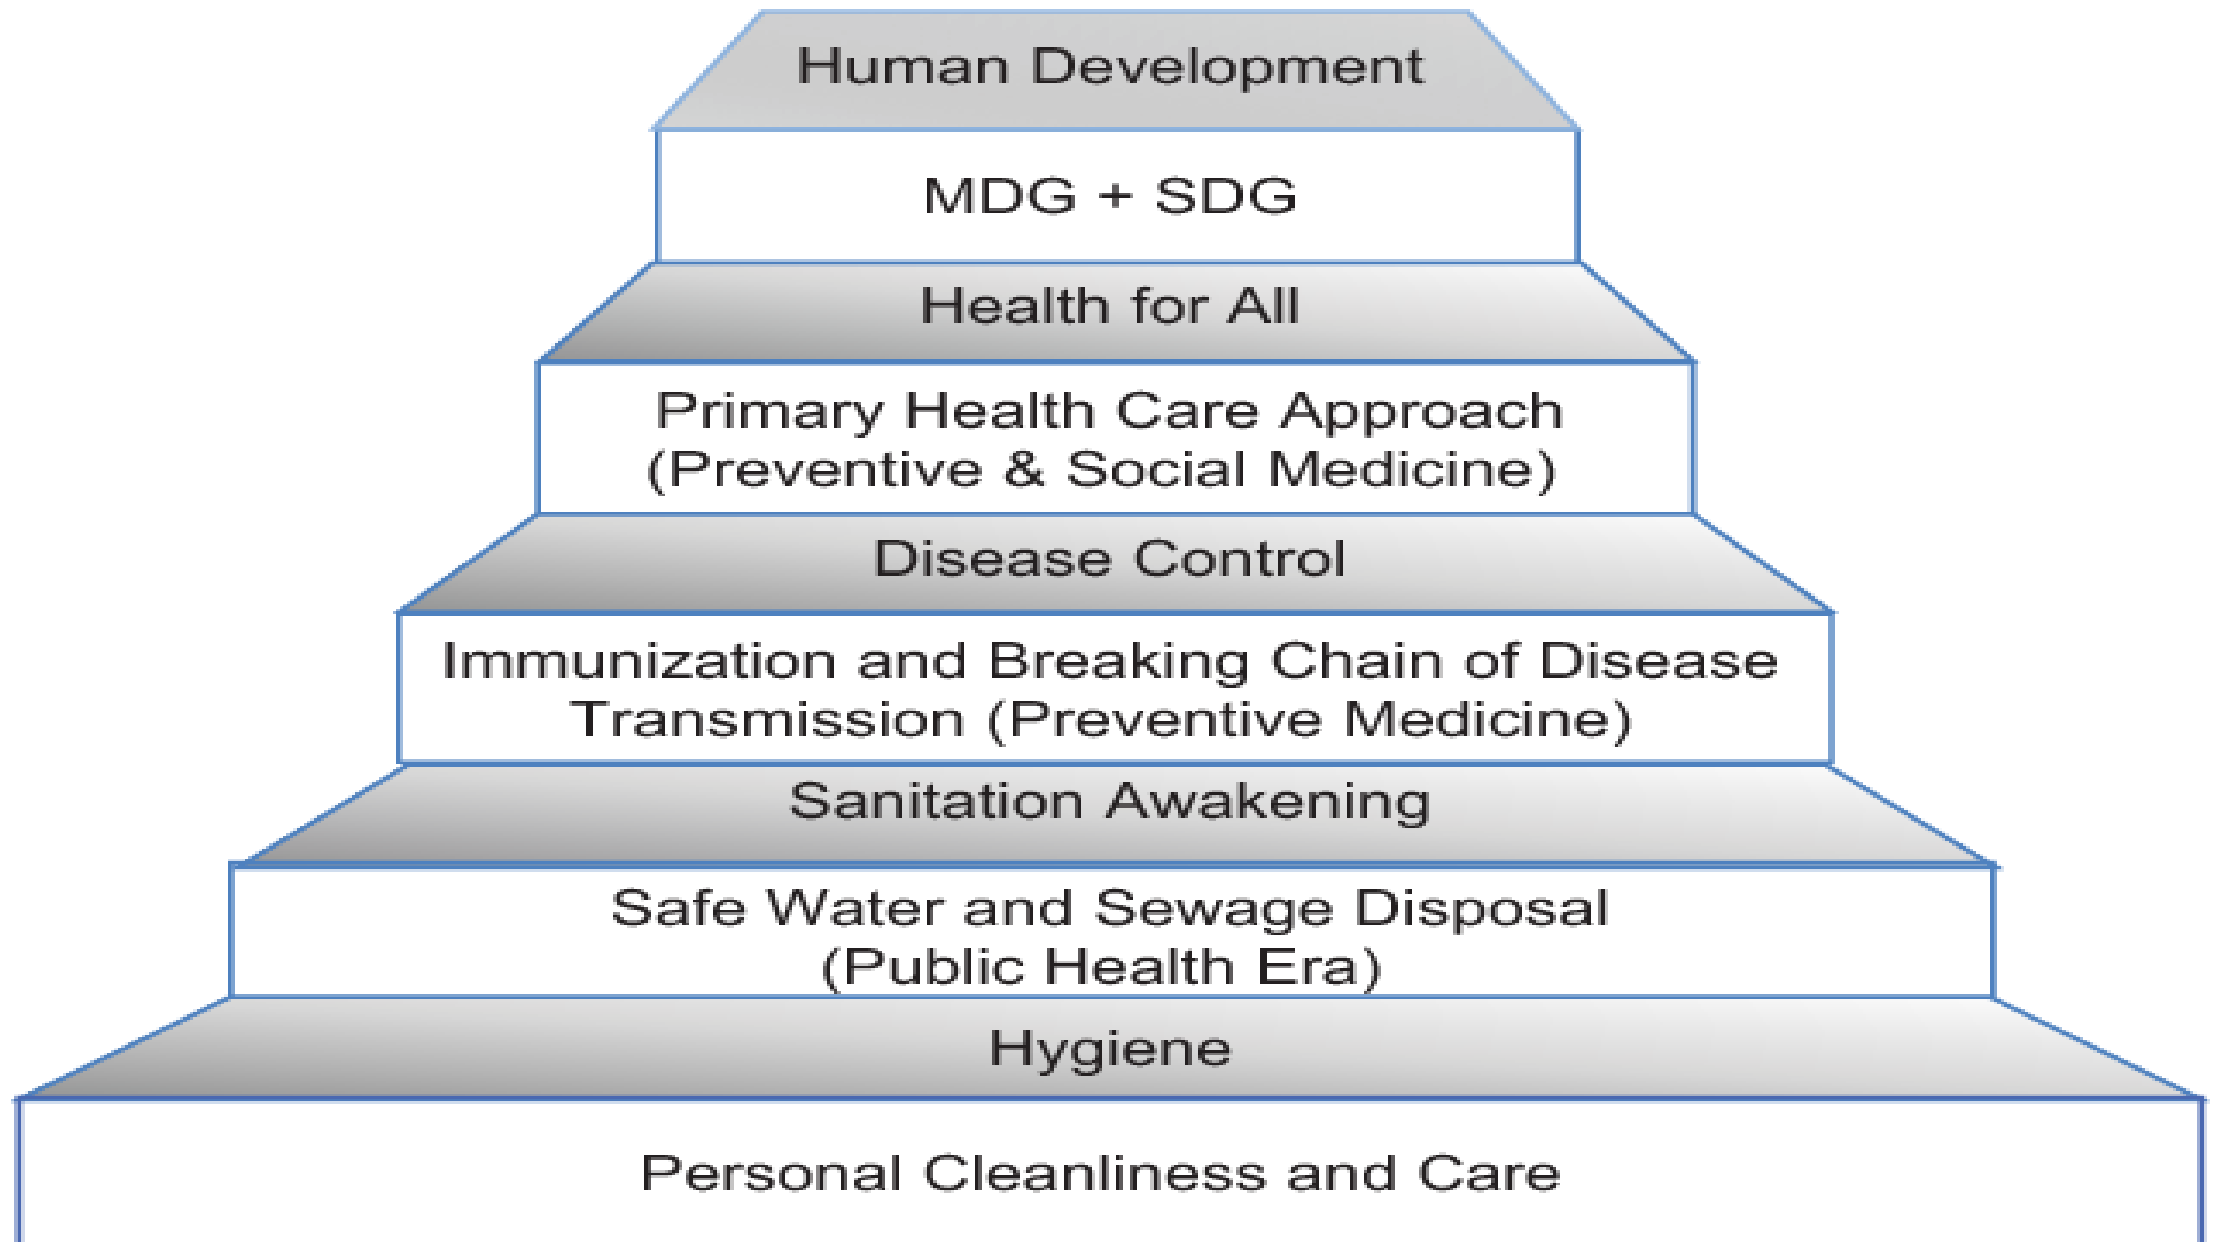 Human Development
MDG + SDG
Health for All
Primary Health Care Approach
(Preventive & Social Medicine)
Disease Control
Immunization and Breaking Chain of Disease
Transmission (Preventive Medicine)
Sanitation Awakening
Safe Water and Sewage Disposal
(Public Health Era)
Hygiene
Personal Cleanliness and Care